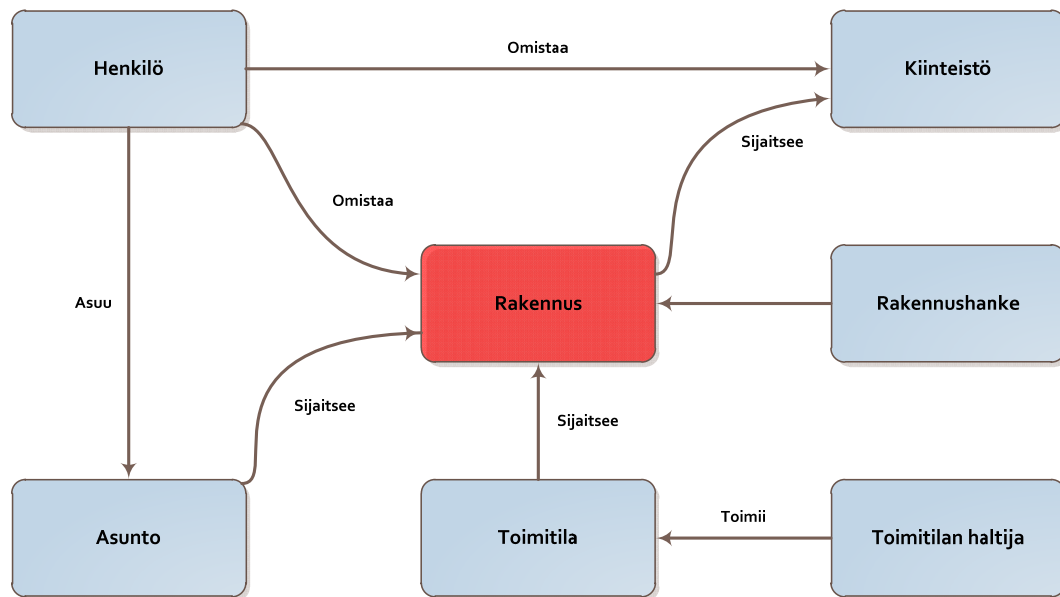 Henkilö
Omistaa
Kiinteistö
Sijaitsee
Omistaa
Asuu
Rakennus
Rakennushanke
Sijaitsee
Sijaitsee
Asunto
Toimitila
Toimii
Toimitilan haltija